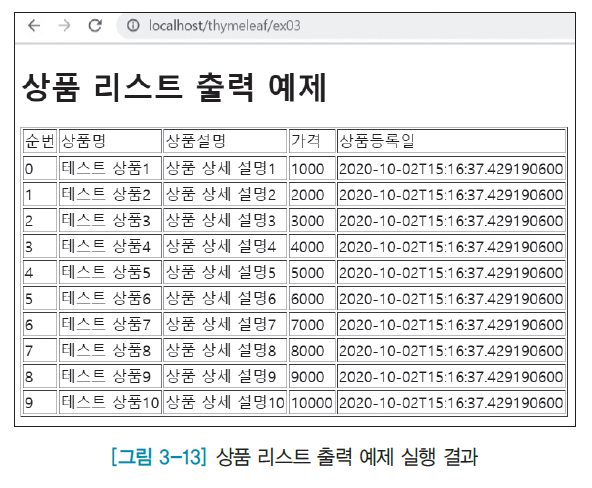 localhost/thymeleaf/ex03
상품 리스트 출력 예제
순번 상품명 상품설명 가격 상품등록일
0 테스트 상품1 상품 상세 설명1 1000 2020-10-02T15:16:37.429190600
1 테스트 상품2 상품 상세 설명2 2000 2020-10-02T15:16:37.429190600
2 테스트 상품3 상품 상세 설명3 3000 2020-10-02T15:16:37.429190600
3 테스트 상품4 상품 상세 설명4 4000 2020-10-02T15:16:37.429190600
4 테스트 상품5 상품 상세 설명5 5000 2020-10-02T15:16:37.429190600
5 테스트 상품6 상품 상세 설명6 6000 2020-10-02T15:16:37.429190600
6 테스트 상품7 상품 상세 설명7 7000 2020-10-02T15:16:37.429190600
7 테스트 상품8 상품 상세 설명8 8000 2020-10-02T15:16:37.429190600
8 테스트 상품9 상품 상세 설명9 9000 2020-10-02T15:16:37.429190600
9 테스트 상품10 상품 상세 설명10 10000 2020-10-02T15:16:37.429190600
[그림 3-13] 상품 리스트 출력 예제 실행 결과